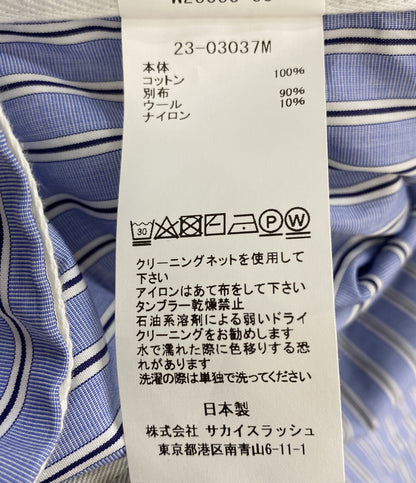 23-03037M
本体
コットン 100%
別布
ウール 90%
ナイロン 10%
30
P W
クリーニングネットを使用して
下さい
アイロンはあて布をして下さい
タンブラー乾燥禁止
石油系溶剤による弱いドライ
クリーニングをお勧めします
水で濡れた際に色移りする恐
れがあります
洗濯の際は単独で洗ってください
日本製
株式会社 サカイスラッシュ
東京都港区南青山6-11-1